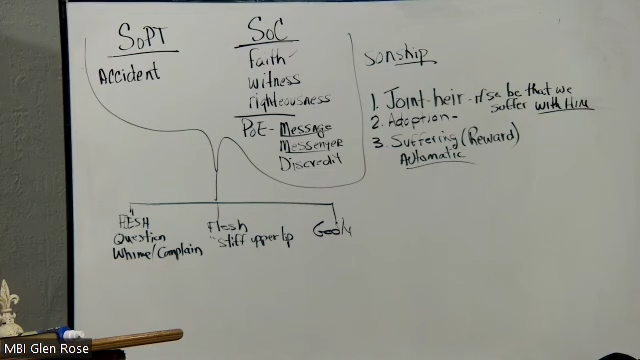 SoPT
Accident
SoC
Faith
witness
righteousness
PoE - Message
Messenger
Discredit
sonship
1. Joint-heir - if so be that we
suffer with Him
2. Adoption -
3. Suffering (Reward)
Automatic
FLESH
Question
Whine/Complain
Flesh
"stiff upper lip
Godly
MBI Glen Rose